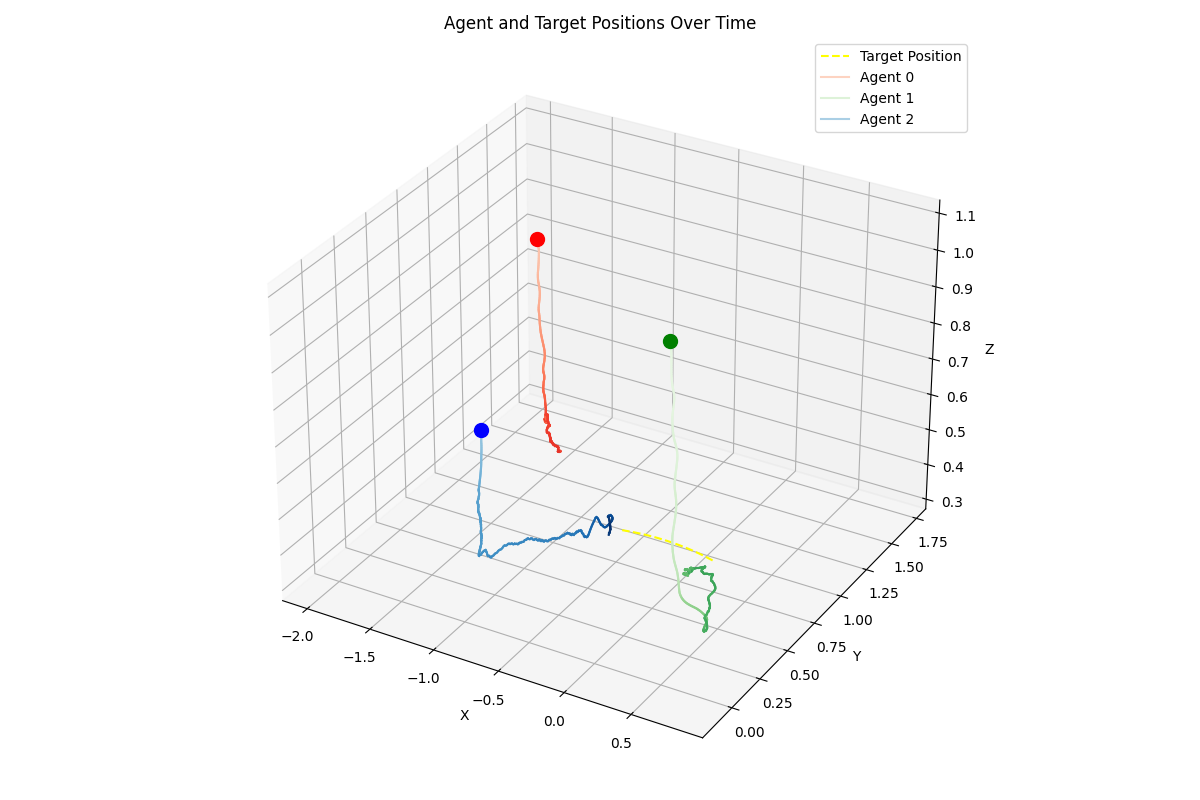 Agent and Target Positions Over Time
Target Position
Agent 0
Agent 1
Agent 2
1.1
1.0
0.9
0.8
0.7
0.6
0.5
0.4
0.3
Z
1.75
1.50
1.25
1.00
0.75
0.50
0.25
0.00
Y
−2.0
−1.5
−1.0
−0.5
0.0
0.5
X